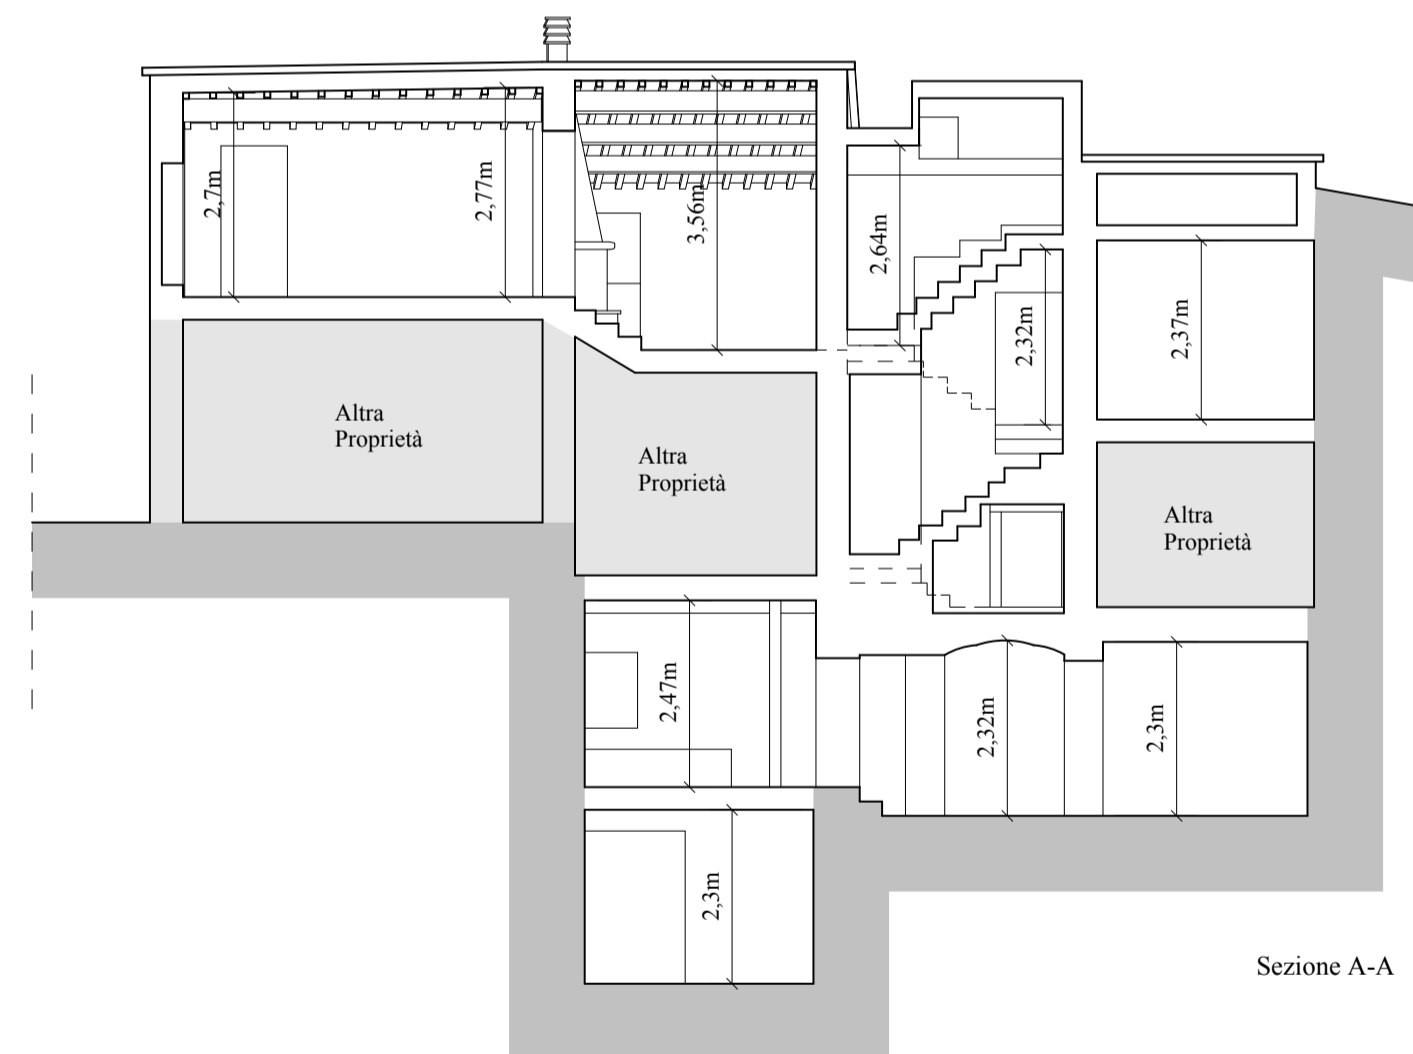 2,7m
2,77m
3,56m
2,64m
2,32m
2,37m
Altra
Proprietà
Altra
Proprietà
Altra
Proprietà
2,47m
2,32m
2,3m
2,3m
Sezione A-A